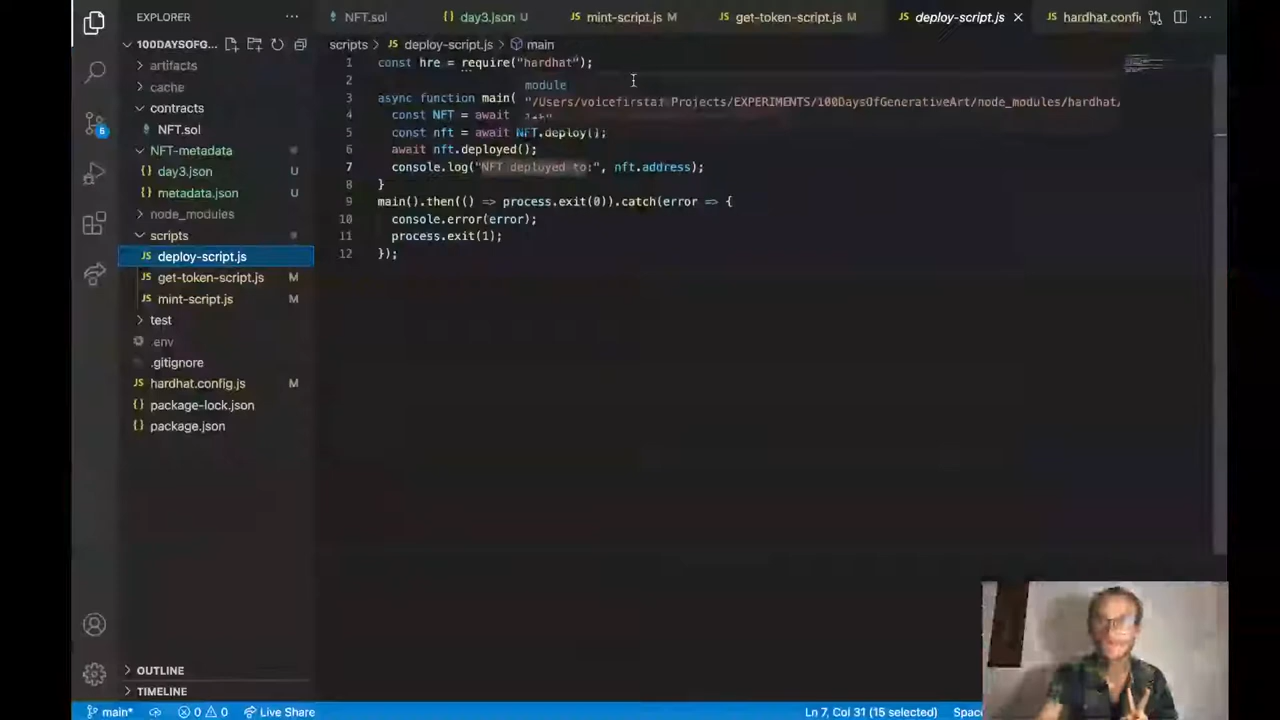 EXPLORER
NFT.sol
day3.json U
mint-script.js M
get-token-script.js M
deploy-script.js
hardhat.config
100DAYSOFG...
scripts > deploy-script.js > main
artifacts
cache
contracts
NFT.sol
NFT-metadata
day3.json U
metadata.json U
node_modules
scripts
deploy-script.js
get-token-script.js M
mint-script.js M
test
.env
.gitignore
hardhat.config.js M
package-lock.json
package.json
1 const hre = require("hardhat");
2
module
3 async function main(
"/Users/voicefirstai Projects/EXPERIMENTS/100DaysOfGenerativeArt/node_modules/hardhat/
4 const NFT = await
5 const nft = await NFT.deploy();
6 await nft.deployed();
7 console.log("NFT deployed to:", nft.address);
8 }
9 main().then(() => process.exit(0)).catch(error => {
10 console.error(error);
11 process.exit(1);
12 });
6
OUTLINE
TIMELINE
main*
0 0
Live Share
Ln 7, Col 31 (15 selected)